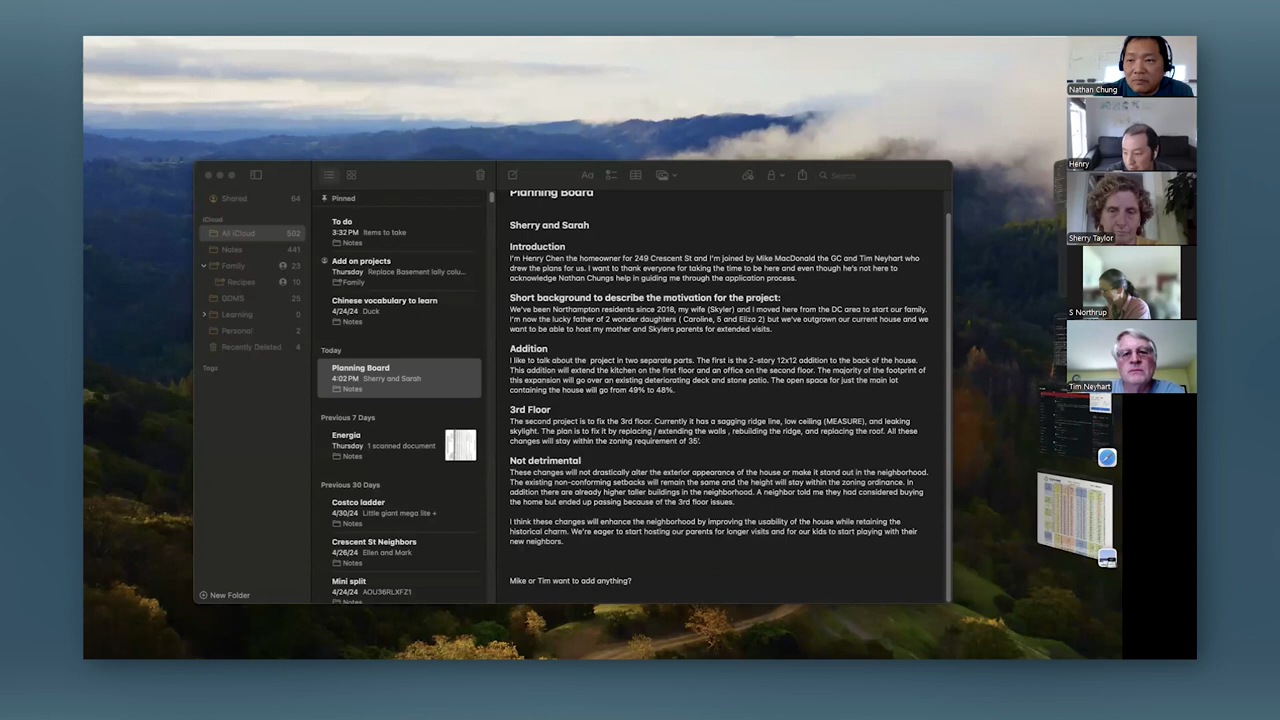 Shared 64
iCloud
All iCloud 502
Notes 441
Family 23
Recipes 10
GDMS 25
Learning 0
Personal 2
Recently Deleted 4
Tags
New Folder
Pinned
To do
3:32 PM Items to take
Notes
Add on projects
Thursday Replace Basement lally colu...
Family
Chinese vocabulary to learn
4/24/24 Duck
Notes
Today
Planning Board
4:02 PM Sherry and Sarah
Notes
Previous 7 Days
Energia
Thursday 1 scanned document
Notes
Previous 30 Days
Costco ladder
4/30/24 Little giant mega lite +
Notes
Crescent St Neighbors
4/26/24 Ellen and Mark
Notes
Mini split
4/24/24 AOU36RLXFZ1
Notes
Aa
Search
Planning Board
Sherry and Sarah
Introduction
I'm Henry Chen the homeowner for 249 Crescent St and I'm joined by Mike MacDonald the GC and Tim Neyhart who
drew the plans for us. I want to thank everyone for taking the time to be here and even though he's not here to
acknowledge Nathan Chungs help in guiding me through the application process.
Short background to describe the motivation for the project:
We've been Northampton residents since 2018, my wife (Skyler) and I moved here from the DC area to start our family.
I'm now the lucky father of 2 wonder daughters ( Caroline, 5 and Eliza 2) but we've outgrown our current house and we
want to be able to host my mother and Skylers parents for extended visits.
Addition
I like to talk about the project in two separate parts. The first is the 2-story 12x12 addition to the back of the house.
This addition will extend the kitchen on the first floor and an office on the second floor. The majority of the footprint of
this expansion will go over an existing deteriorating deck and stone patio. The open space for just the main lot
containing the house will go from 49% to 48%.
3rd Floor
The second project is to fix the 3rd floor. Currently it has a sagging ridge line, low ceiling (MEASURE), and leaking
skylight. The plan is to fix it by replacing / extending the walls , rebuilding the ridge, and replacing the roof. All these
changes will stay within the zoning requirement of 35'.
Not detrimental
These changes will not drastically alter the exterior appearance of the house or make it stand out in the neighborhood.
The existing non-conforming setbacks will remain the same and the height will stay within the zoning ordinance. In
addition there are already higher taller buildings in the neighborhood. A neighbor told me they had considered buying
the home but ended up passing because of the 3rd floor issues.
I think these changes will enhance the neighborhood by improving the usability of the house while retaining the
historical charm. We're eager to start hosting our parents for longer visits and for our kids to start playing with their
new neighbors.
Mike or Tim want to add anything?
Nathan Chung
Henry
Sherry Taylor
S Northrup
Tim Neyhart